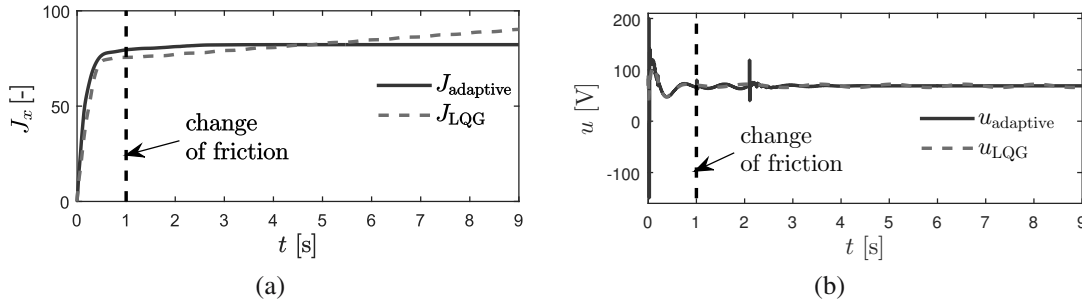 100
50
0
J_x [-]
J_adaptive
J_LQG
change
of friction
0 1 2 3 4 5 6 7 8 9
t [s]
(a)
200
100
0
-100
u [V]
u_adaptive
u_LQG
change
of friction
0 1 2 3 4 5 6 7 8 9
t [s]
(b)